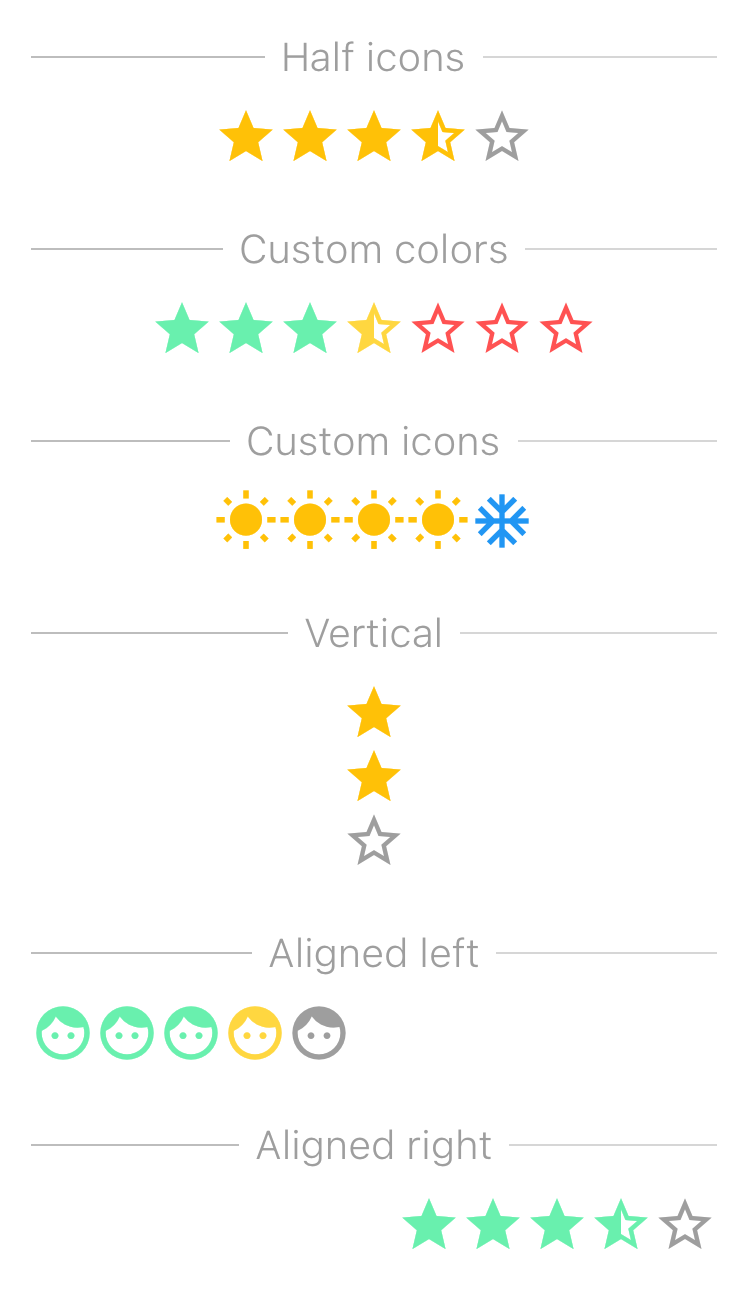 Half icons
Custom colors
Custom icons
Vertical
Aligned left
Aligned right